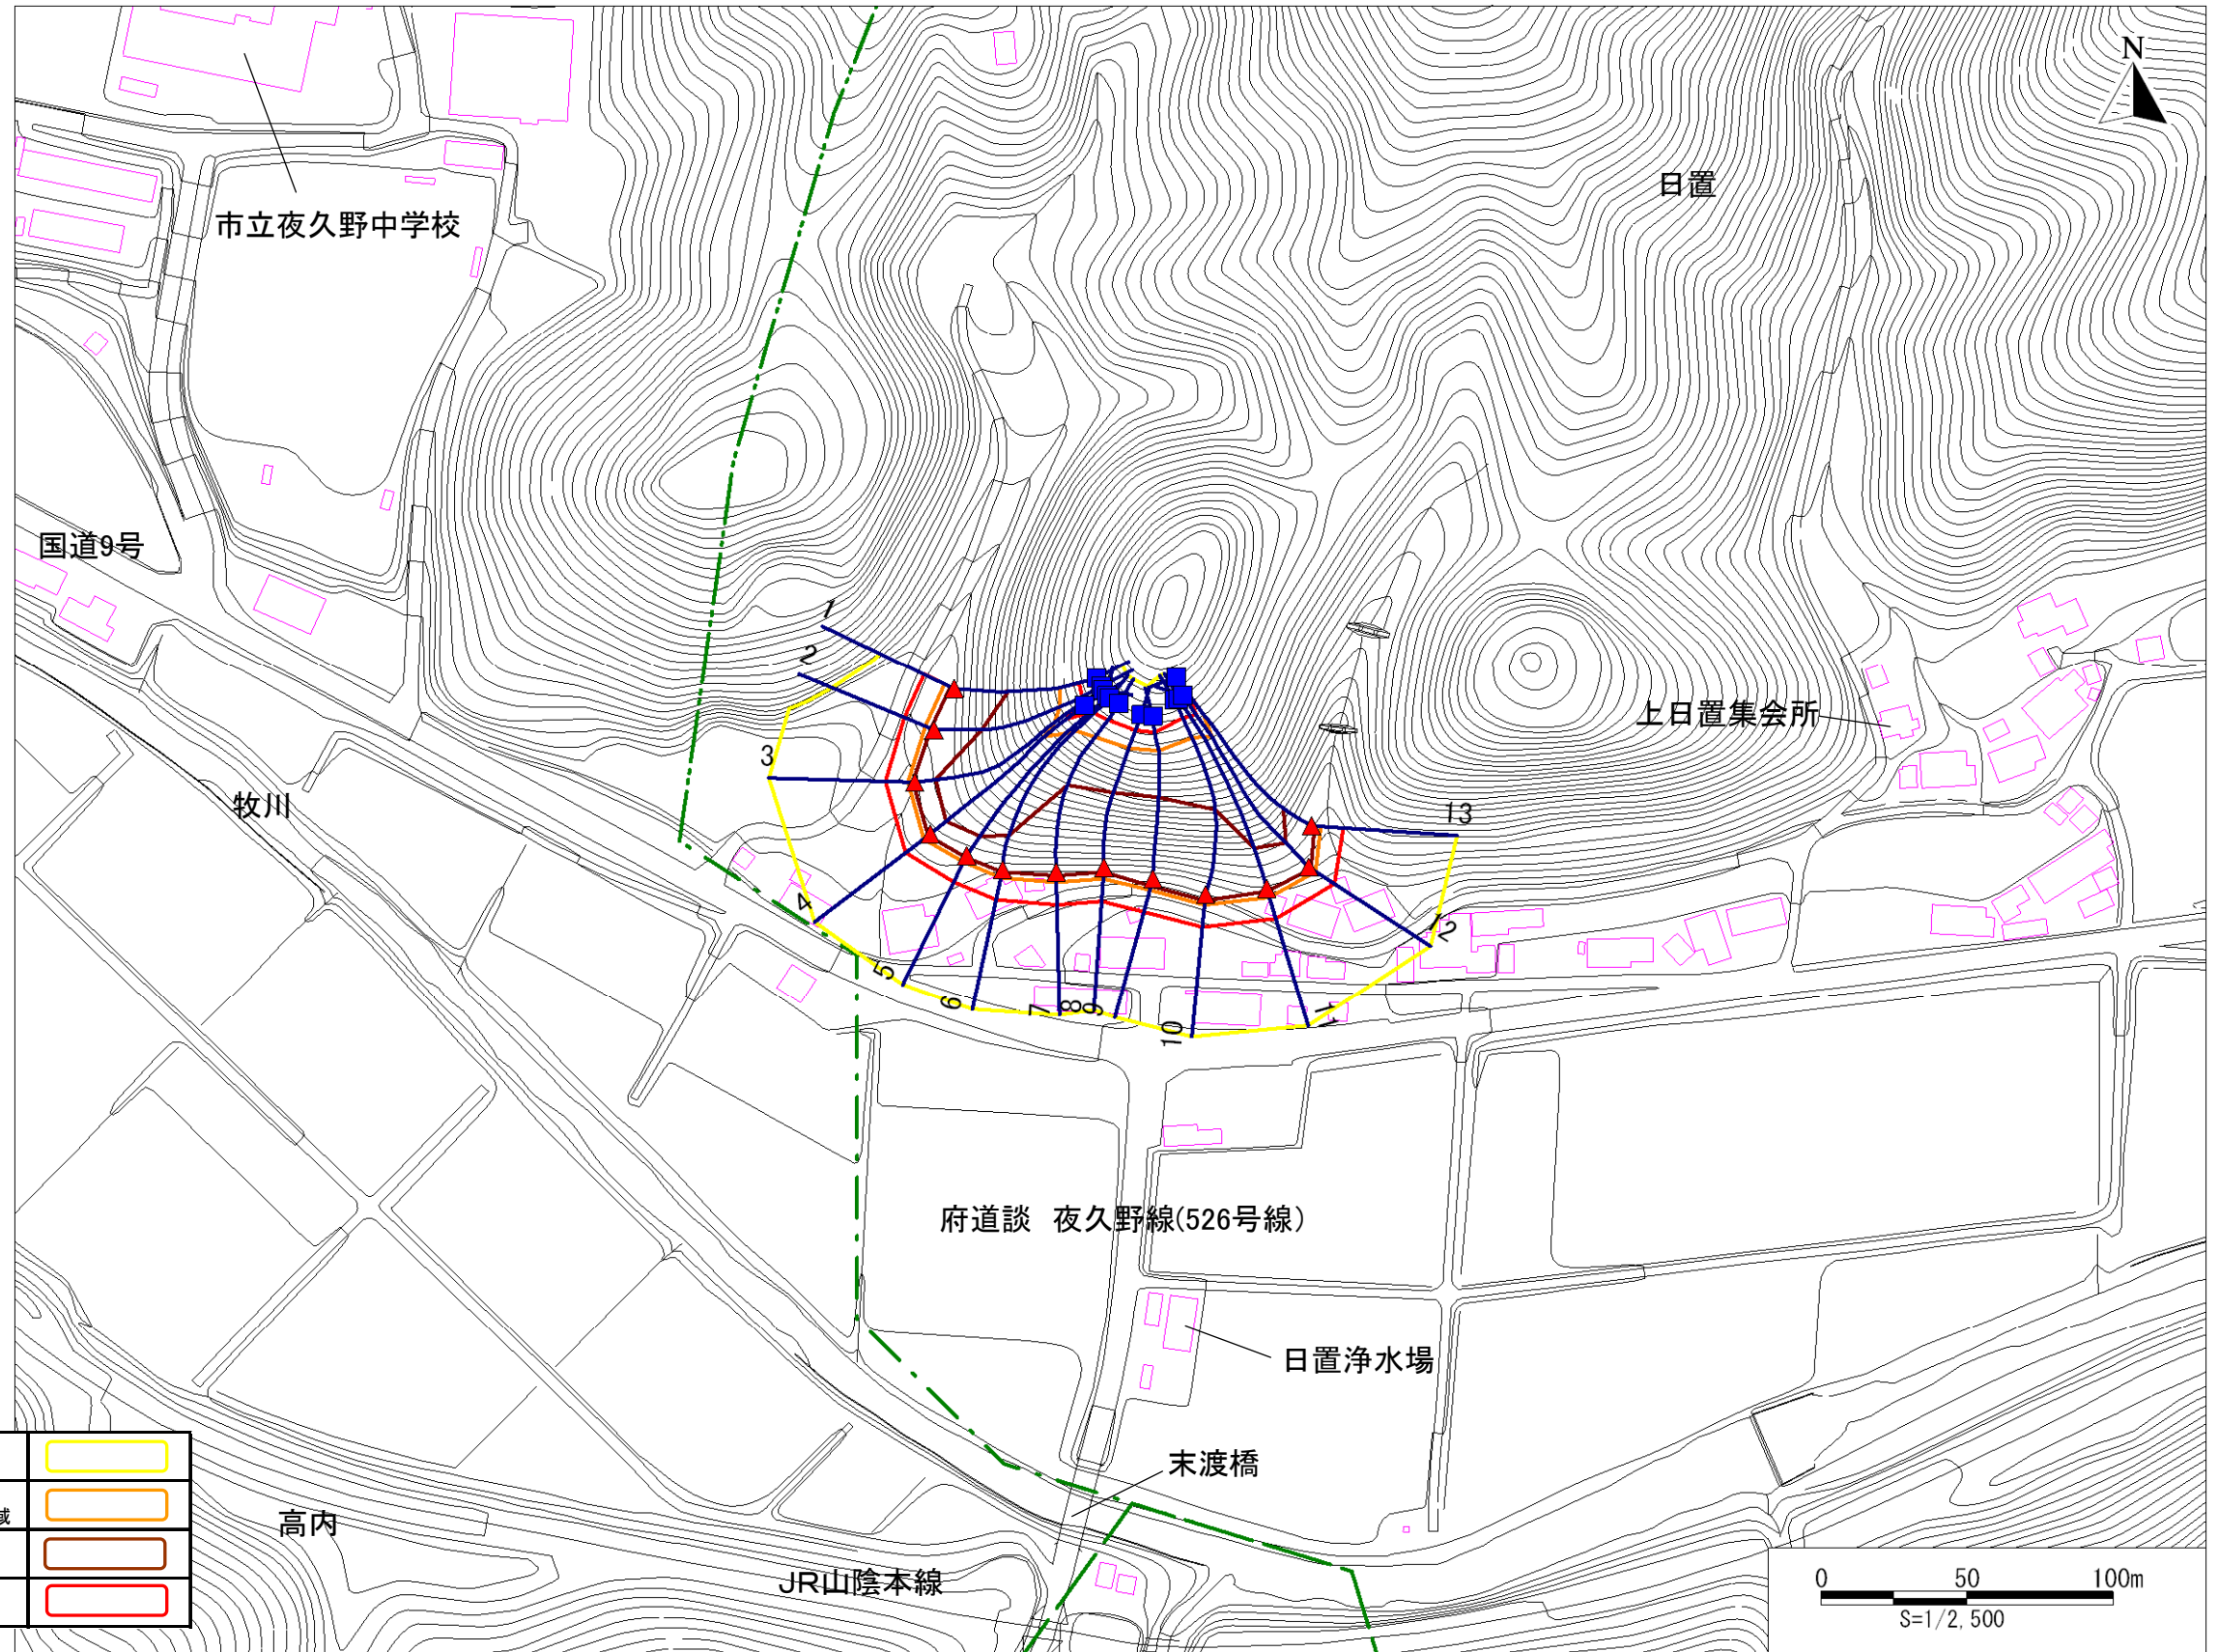 N
日置
市立夜久野中学校
国道9号
1
2
上日置集会所
3
牧川
13
4
12
5
6
7
8
9
10
11
府道談 夜久野線(526号線)
日置浄水場
末渡橋
域
高内
JR山陰本線
0 50 100m
S=1/2,500